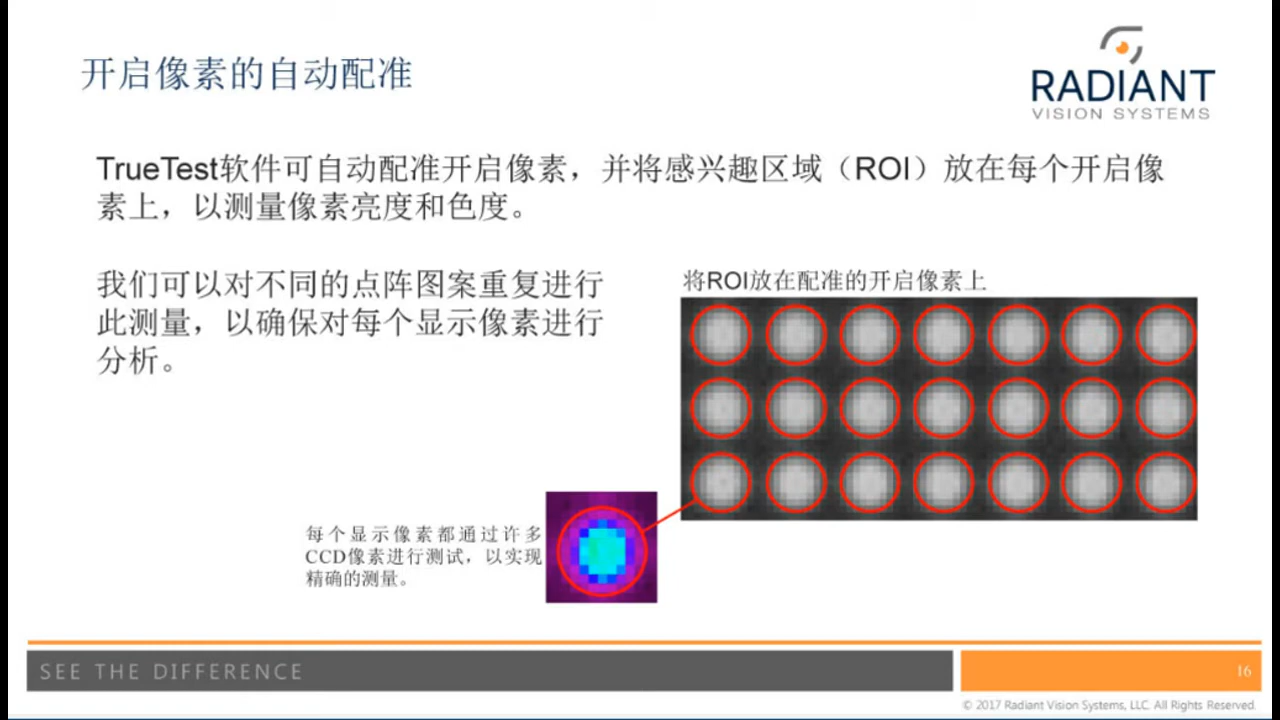 开启像素的自动配准
RADIANT
VISION SYSTEMS
TrueTest软件可自动配准开启像素，并将感兴趣区域（ROI）放在每个开启像
素上，以测量像素亮度和色度。
我们可以对不同的点阵图案重复进行
此测量，以确保对每个显示像素进行
分析。
将ROI放在配准的开启像素上
每个显示像素都通过许多
CCD像素进行测试，以实现
精确的测量。
SEE THE DIFFERENCE
16
© 2017 Radiant Vision Systems, LLC. All Rights Reserved.